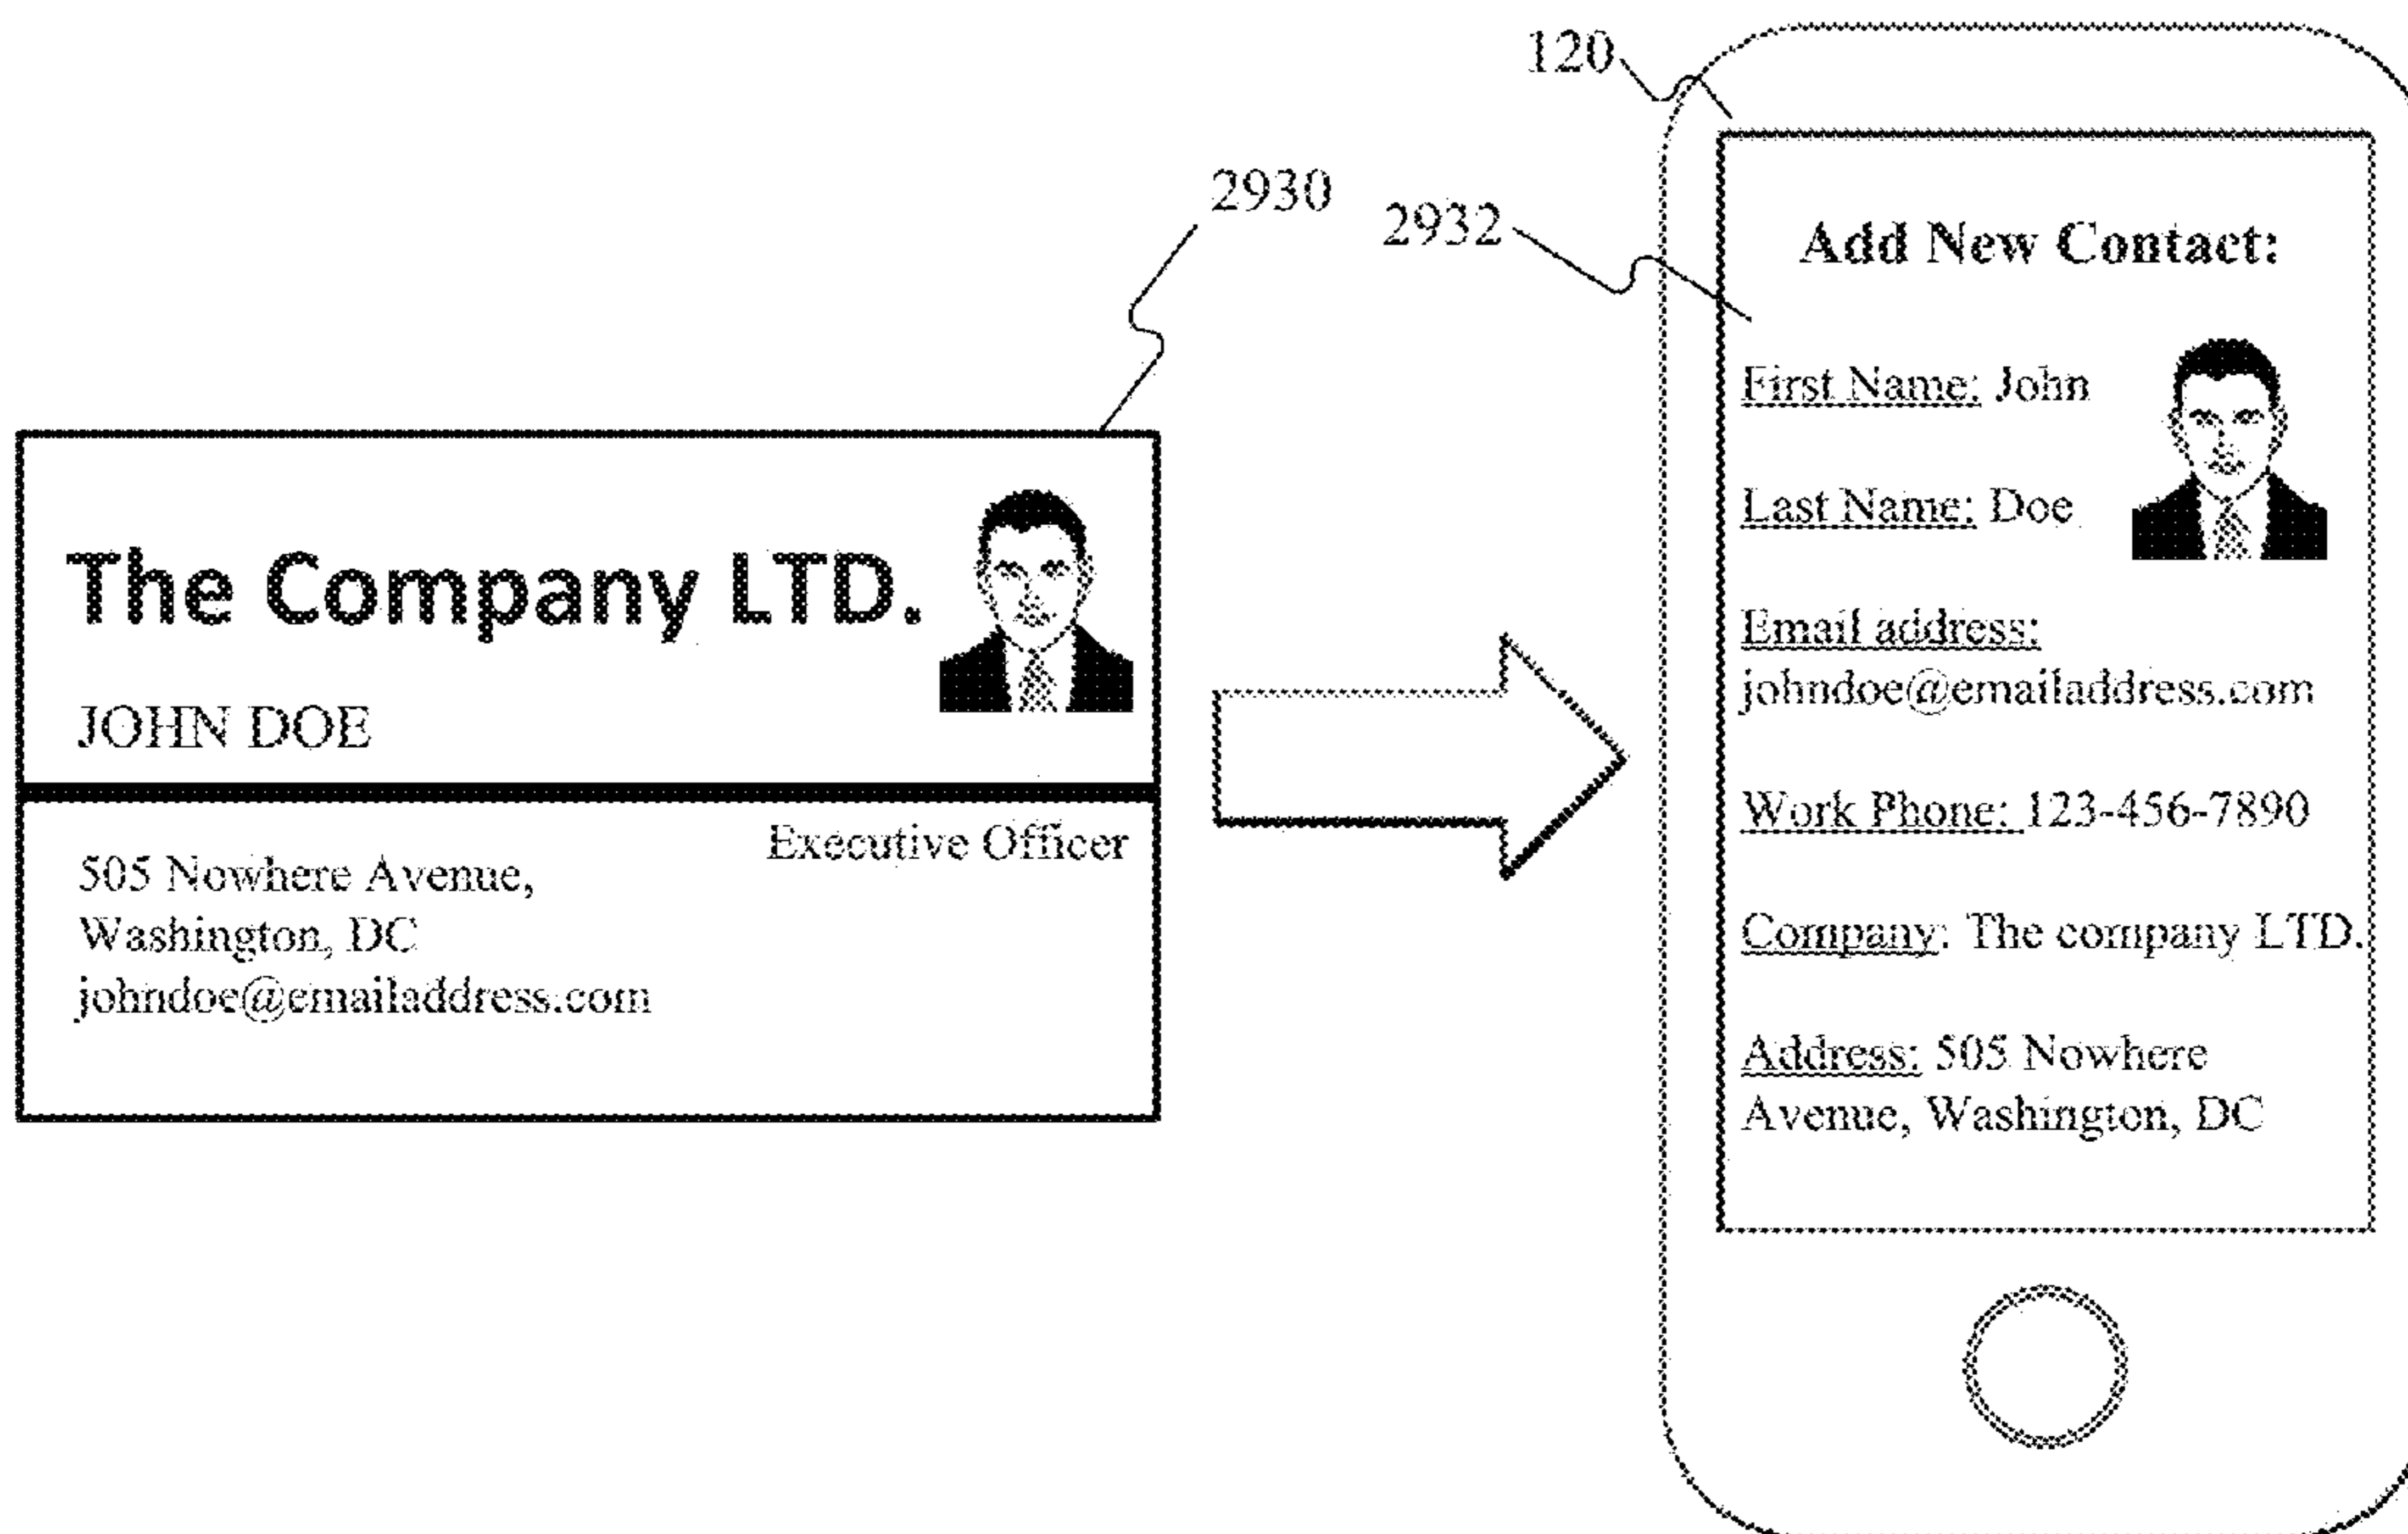 120
2930
2932
The Company LTD.
JOHN DOE
Executive Officer
505 Nowhere Avenue,
Washington, DC
johndoe@emailaddress.com
Add New Contact:
First Name: John
Last Name: Doe
Email address:
johndoe@emailaddress.com
Work Phone: 123-456-7890
Company: The company LTD.
Address: 505 Nowhere
Avenue, Washington, DC